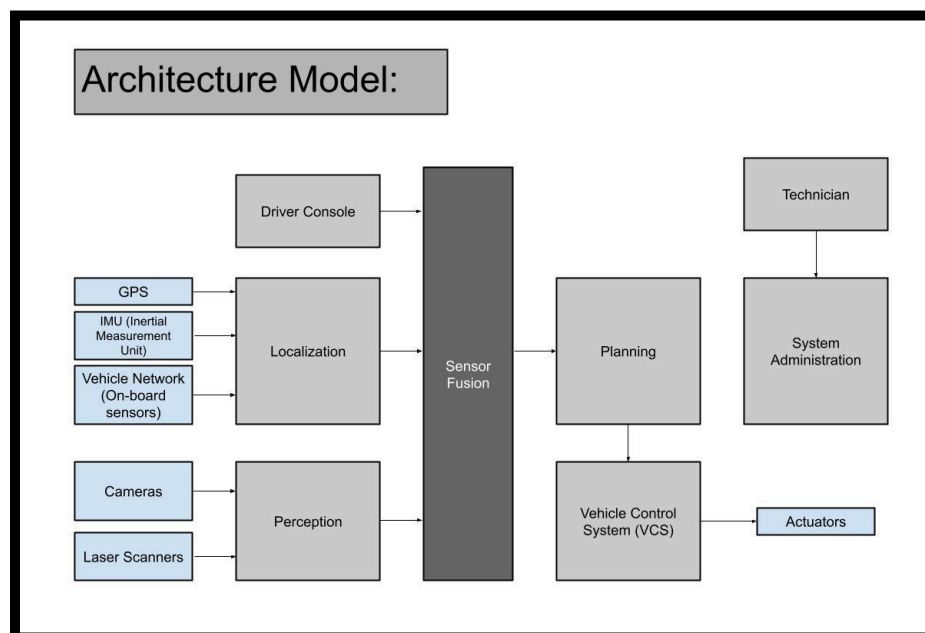 Architecture Model:
Driver Console
Technician
GPS
IMU (Inertial
Measurement
Unit)
Vehicle Network
(On-board
sensors)
Localization
Sensor
Fusion
Planning
System
Administration
Cameras
Laser Scanners
Perception
Vehicle Control
System (VCS)
Actuators